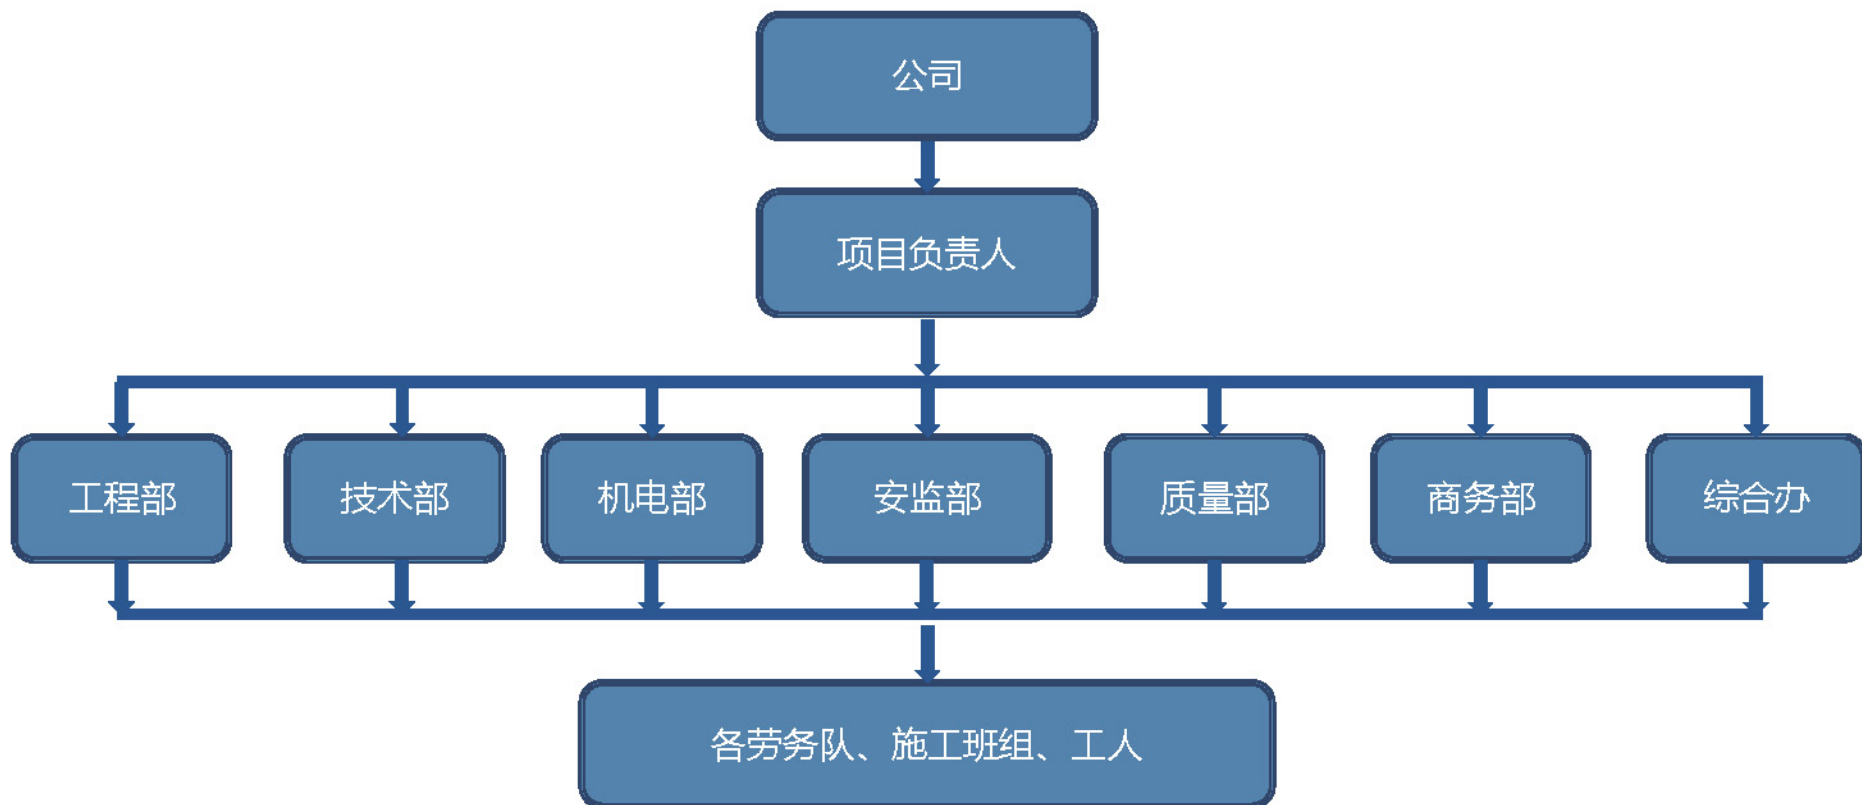 公司
项目负责人
工程部
技术部
机电部
安监部
质量部
商务部
综合办
各劳务队、施工班组、工人